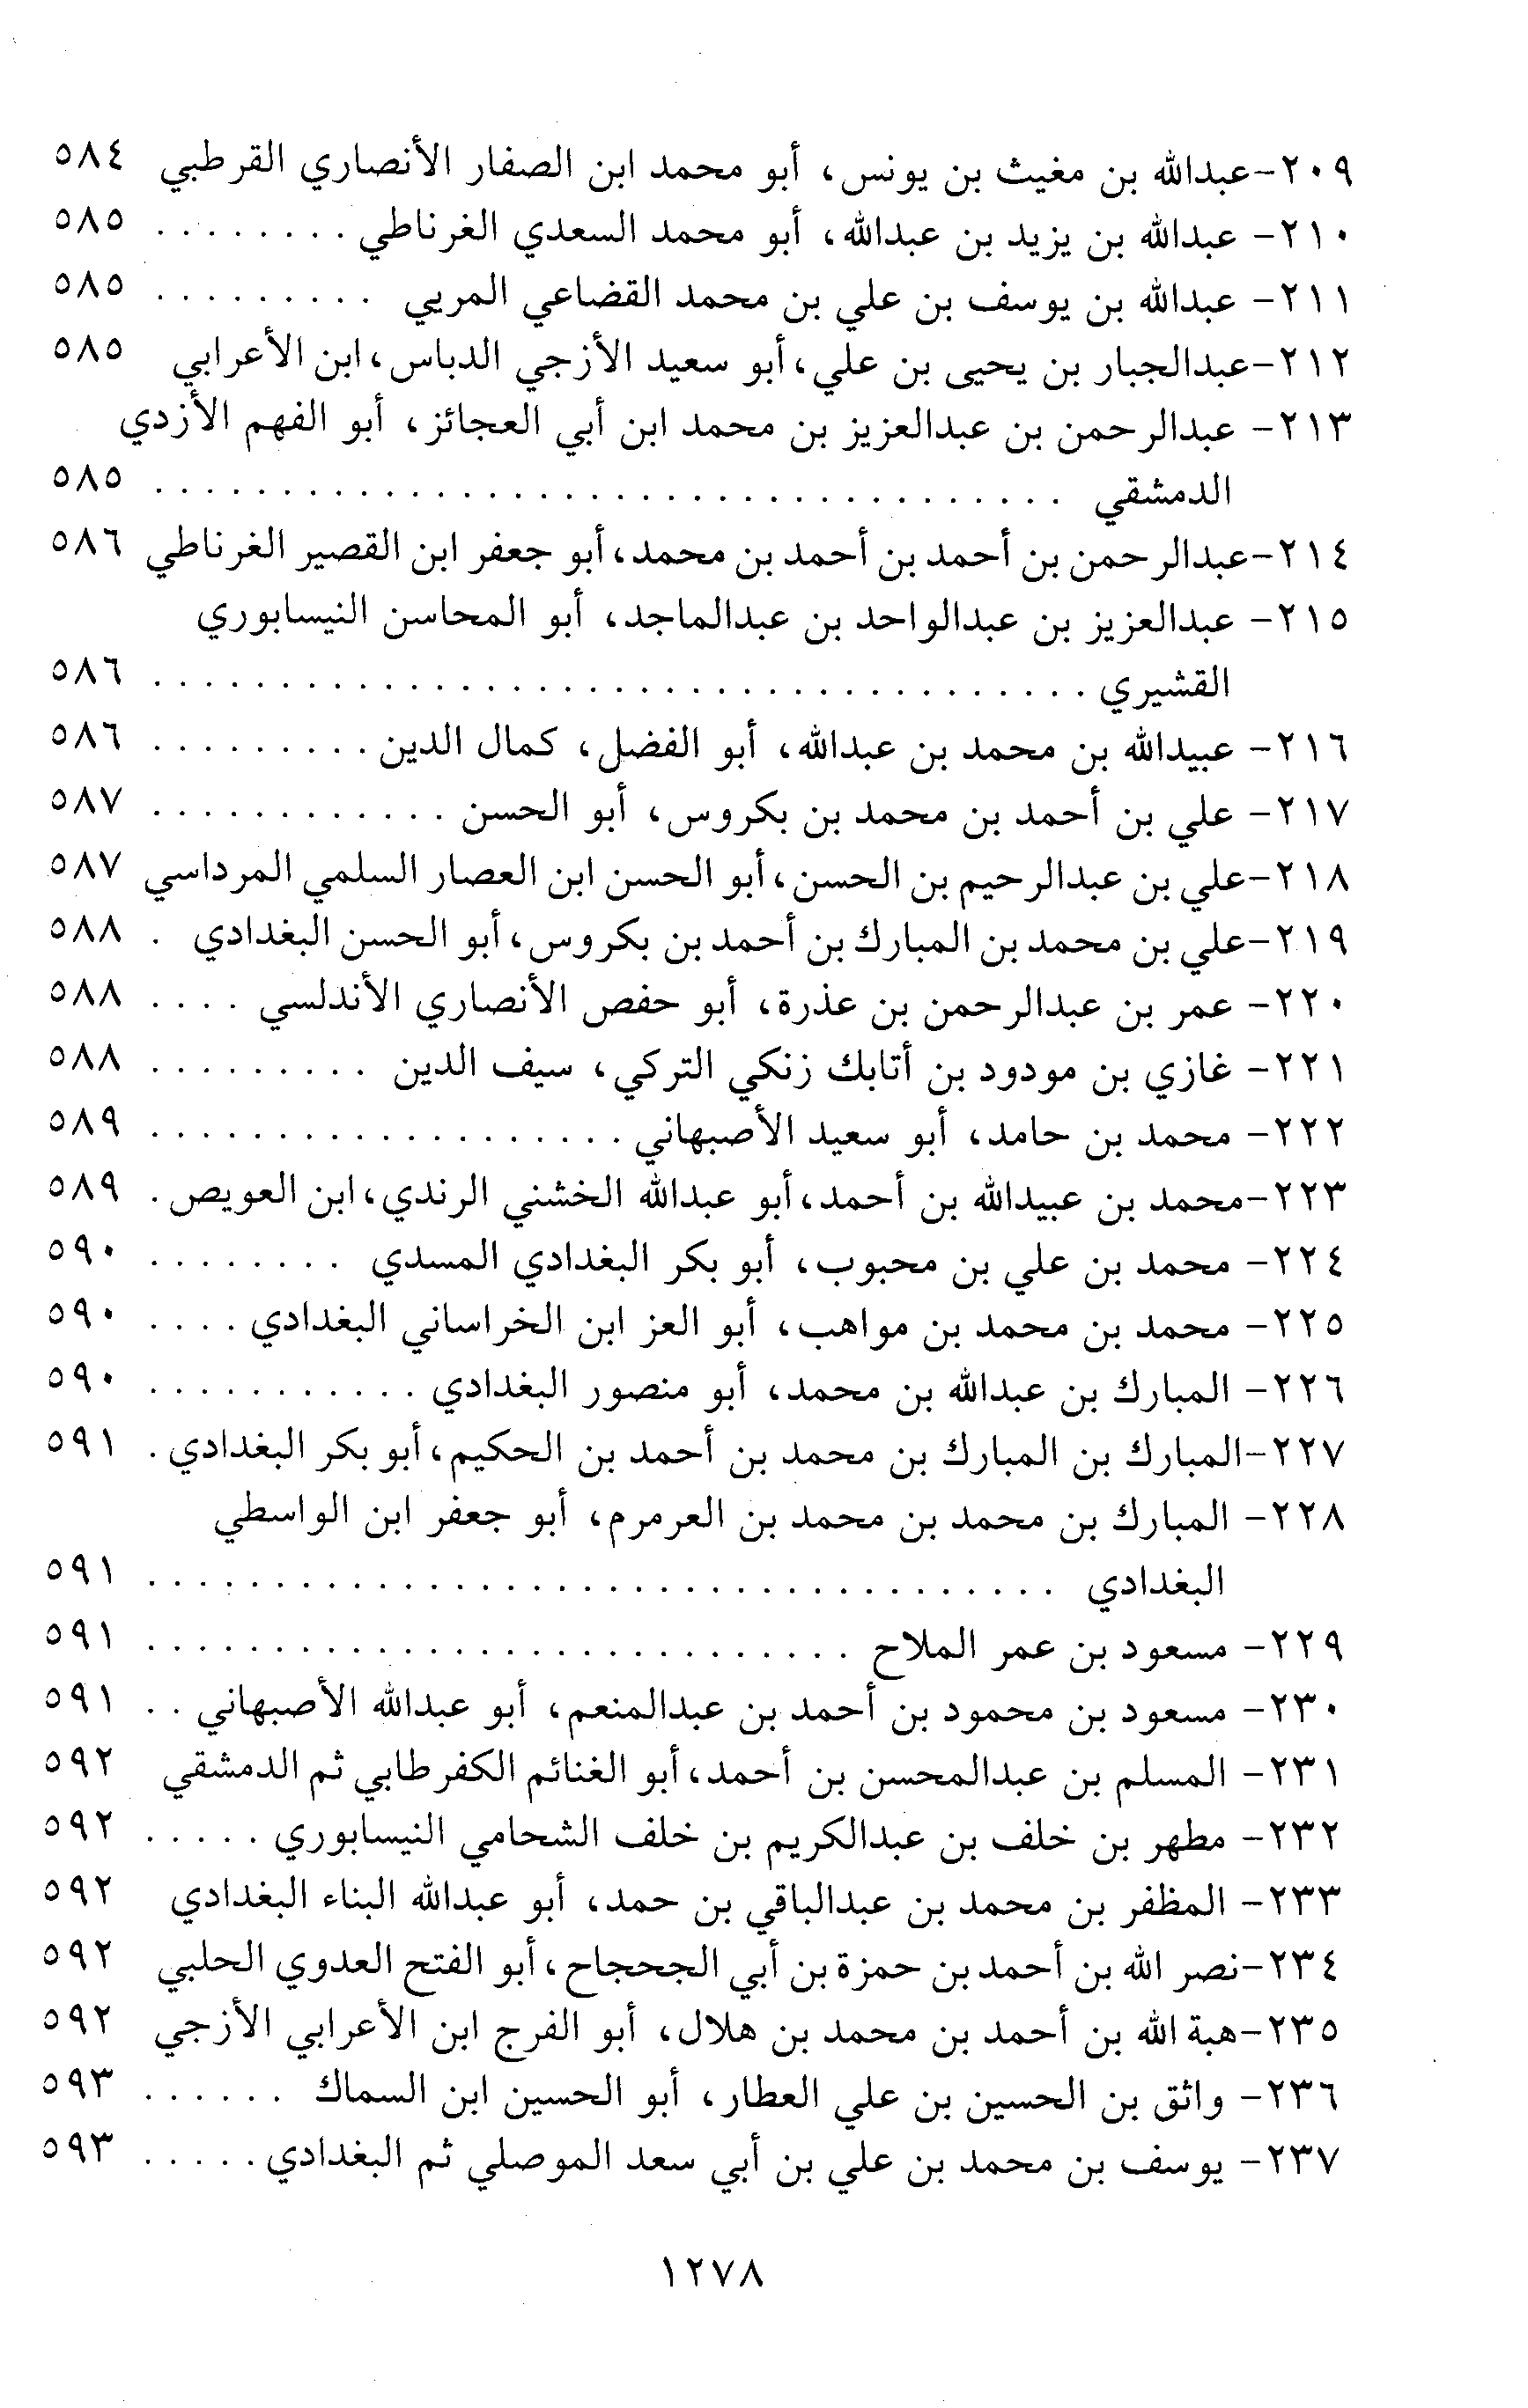 ٢٠٩-عبدالله بن مغيث بن يونس، أبو محمد ابن الصفار الأنصاري القرطبي ٥٨٤
٢١٠- عبدالله بن يزيد بن عبدالله، أبو محمد السعدي الغرناطي . . . . . . . . ٥٨٥
٢١١- عبدالله بن يوسف بن علي بن محمد القضاعي المريي . . . . . . . . . ٥٨٥
٢١٢-عبدالجبار بن يحيى بن علي، أبو سعيد الأزجي الدباس، ابن الأعرابي ٥٨٥
٢١٣- عبدالرحمن بن عبدالعزيز بن محمد ابن أبي العجائز، أبو الفهم الأزدي
الدمشقي . . . . . . . . . . . . . . . . . . . . . . . . . . . . . . . . . . . . ٥٨٥
٢١٤-عبدالرحمن بن أحمد بن أحمد بن محمد، أبو جعفر ابن القصير الغرناطي ٥٨٦
٢١٥- عبدالعزيز بن عبدالواحد بن عبدالماجد، أبو المحاسن النيسابوري
القشيري . . . . . . . . . . . . . . . . . . . . . . . . . . . . . . . . . . . . . ٥٨٦
٢١٦- عبيدالله بن محمد بن عبدالله، أبو الفضل، كمال الدين . . . . . . . . . ٥٨٦
٢١٧- علي بن أحمد بن محمد بن بكروس، أبو الحسن . . . . . . . . . . . . ٥٨٧
٢١٨-علي بن عبدالرحيم بن الحسن، أبو الحسن ابن العصار السلمي المرداسي ٥٨٧
٢١٩-علي بن محمد بن المبارك بن أحمد بن بكروس، أبو الحسن البغدادي . ٥٨٨
٢٢٠- عمر بن عبدالرحمن بن عذرة، أبو حفص الأنصاري الأندلسي . . . . ٥٨٨
٢٢١- غازي بن مودود بن أتابك زنكي التركي، سيف الدين . . . . . . . . . ٥٨٨
٢٢٢- محمد بن حامد، أبو سعيد الأصبهاني . . . . . . . . . . . . . . . . . . . ٥٨٩
٢٢٣-محمد بن عبيدالله بن أحمد، أبو عبدالله الخشني الرندي، ابن العويص . ٥٨٩
٢٢٤- محمد بن علي بن محبوب، أبو بكر البغدادي المسدي . . . . . . . . ٥٩٠
٢٢٥- محمد بن محمد بن مواهب، أبو العز ابن الخراساني البغدادي . . . . ٥٩٠
٢٢٦- المبارك بن عبدالله بن محمد، أبو منصور البغدادي . . . . . . . . . . . ٥٩٠
٢٢٧-المبارك بن المبارك بن محمد بن أحمد بن الحكيم، أبو بكر البغدادي . ٥٩١
٢٢٨- المبارك بن محمد بن محمد بن العرمرم، أبو جعفر ابن الواسطي
البغدادي . . . . . . . . . . . . . . . . . . . . . . . . . . . . . . . . . . . . ٥٩١
٢٢٩- مسعود بن عمر الملاح . . . . . . . . . . . . . . . . . . . . . . . . . . . . ٥٩١
٢٣٠- مسعود بن محمود بن أحمد بن عبدالمنعم، أبو عبدالله الأصبهاني . . ٥٩١
٢٣١- المسلم بن عبدالمحسن بن أحمد، أبو الغنائم الكفرطابي ثم الدمشقي ٥٩٢
٢٣٢- مطهر بن خلف بن عبدالكريم بن خلف الشحامي النيسابوري . . . . . ٥٩٢
٢٣٣- المظفر بن محمد بن عبدالباقي بن حمد، أبو عبدالله البناء البغدادي ٥٩٢
٢٣٤-نصر الله بن أحمد بن حمزة بن أبي الجحجاح، أبو الفتح العدوي الحلبي ٥٩٢
٢٣٥-هبة الله بن أحمد بن محمد بن هلال، أبو الفرج ابن الأعرابي الأزجي ٥٩٢
٢٣٦- واثق بن الحسين بن علي العطار، أبو الحسين ابن السماك . . . . . . ٥٩٣
٢٣٧- يوسف بن محمد بن علي بن أبي سعد الموصلي ثم البغدادي . . . . . ٥٩٣
١٢٧٨